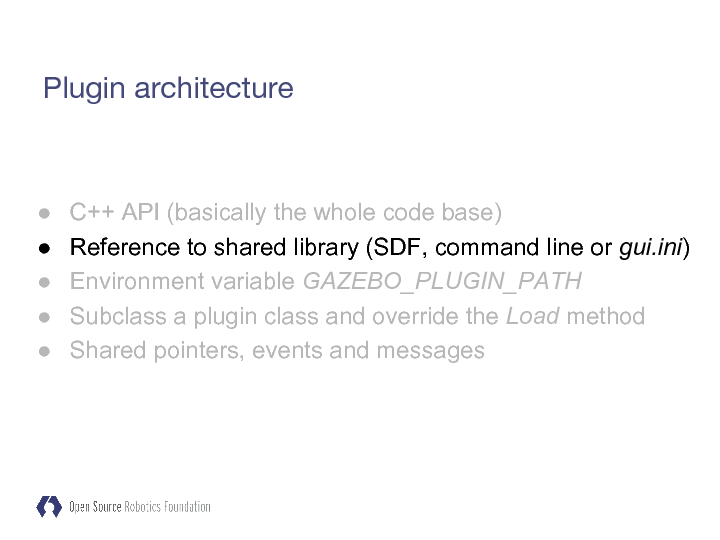 Plugin architecture
● C++ API (basically the whole code base)
● Reference to shared library (SDF, command line or gui.ini)
● Environment variable GAZEBO_PLUGIN_PATH
● Subclass a plugin class and override the Load method
● Shared pointers, events and messages
Open Source Robotics Foundation